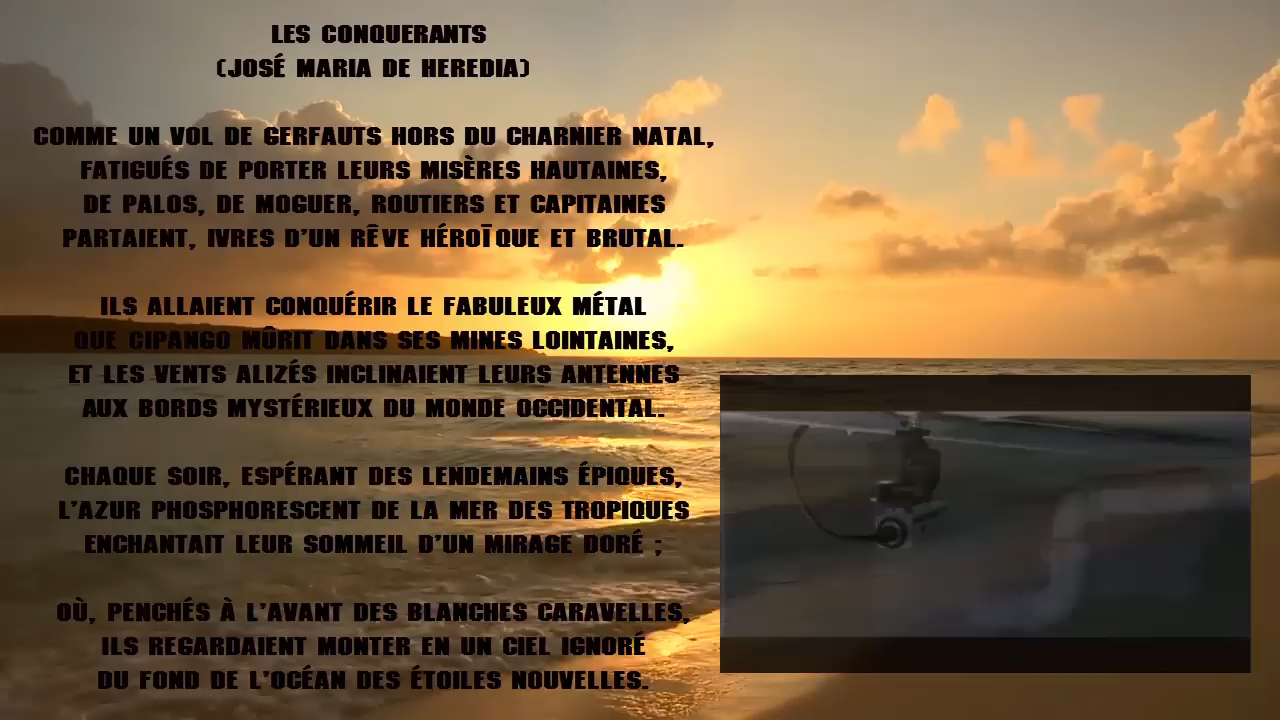 LES CONQUERANTS
(JOSÉ MARIA DE HEREDIA)
COMME UN VOL DE GERFAUTS HORS DU CHARNIER NATAL,
FATIGUÉS DE PORTER LEURS MISÈRES HAUTAINES,
DE PALOS, DE MOGUER, ROUTIERS ET CAPITAINES
PARTAIENT, IVRES D'UN RÊVE HÉROÏQUE ET BRUTAL.
ILS ALLAIENT CONQUÉRIR LE FABULEUX MÉTAL
QUE CIPANGO MÛRIT DANS SES MINES LOINTAINES,
ET LES VENTS ALIZÉS INCLINAIENT LEURS ANTENNES
AUX BORDS MYSTÉRIEUX DU MONDE OCCIDENTAL.
CHAQUE SOIR, ESPÉRANT DES LENDEMAINS ÉPIQUES,
L'AZUR PHOSPHORESCENT DE LA MER DES TROPIQUES
ENCHANTAIT LEUR SOMMEIL D'UN MIRAGE DORÉ ;
OÙ, PENCHÉS À L'AVANT DES BLANCHES CARAVELLES,
ILS REGARDAIENT MONTER EN UN CIEL IGNORÉ
DU FOND DE L'OCÉAN DES ÉTOILES NOUVELLES.